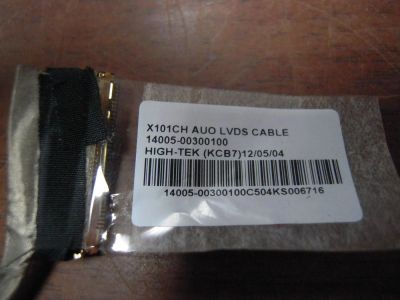 X101CH AUO LVDS CABLE
14005-00300100
HIGH-TEK (KCB7)12/05/04
14005-00300100C504KS006716